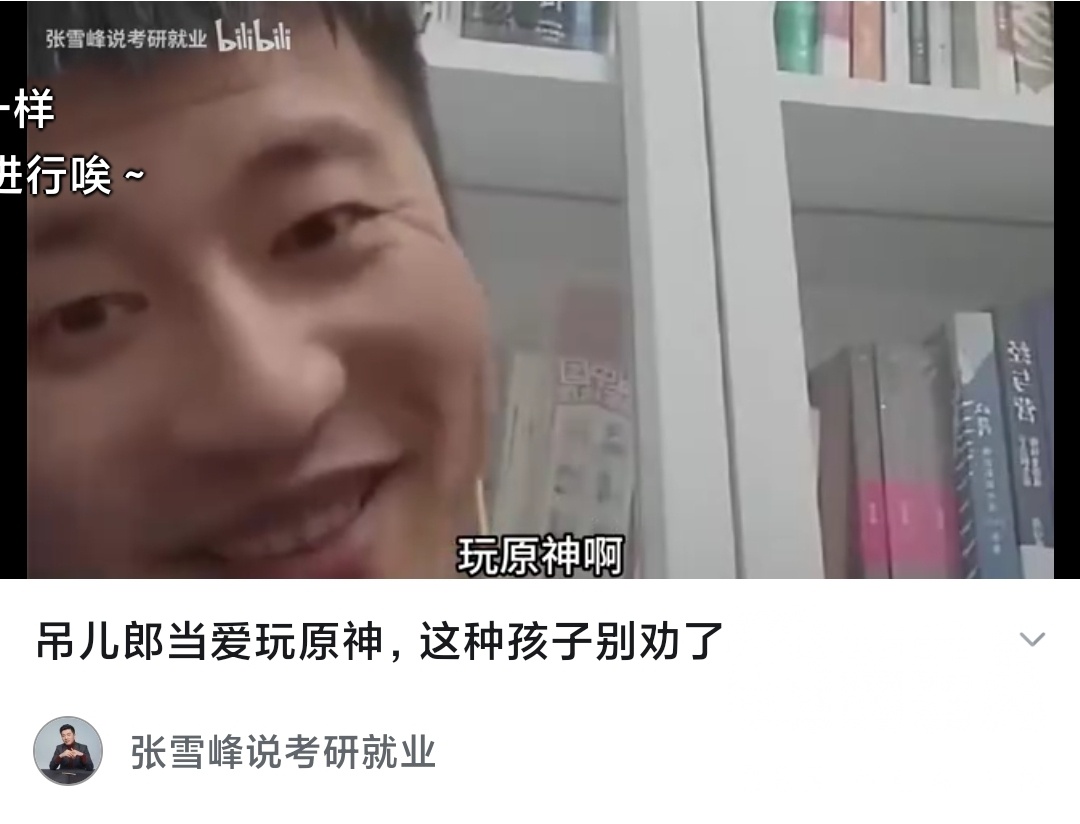 张雪峰说考研就业 bilibili
一样
进行唉~
玩原神啊
吊儿郎当爱玩原神，这种孩子别劝了
张雪峰说考研就业